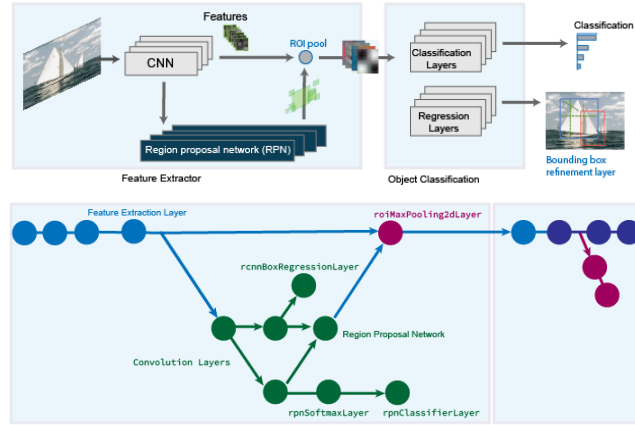 Features
Classification
ROI pool
CNN
Classification
Layers
Regression
Layers
Region proposal network (RPN)
Bounding box
refinement layer
Feature Extractor
Object Classification
Feature Extraction Layer
roiMaxPooling2dLayer
rcnnBoxRegressionLayer
Region Proposal Network
Convolution Layers
rpnSoftmaxLayer
rpnClassifierLayer